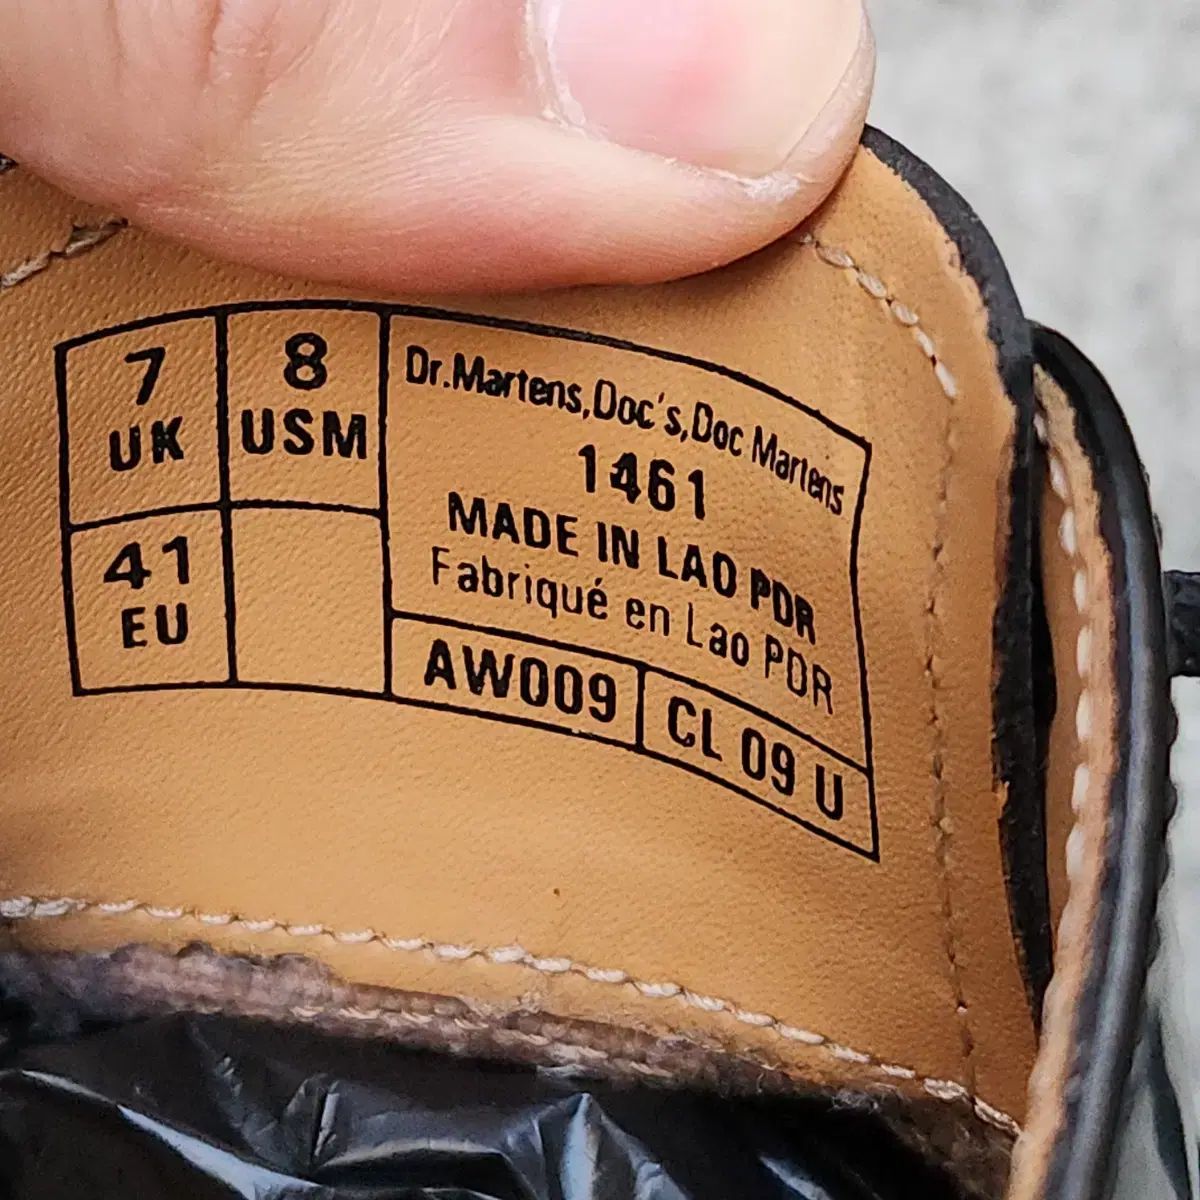 7
UK
8
USM
41
EU
Dr.Martens,Doc's,Doc Martens
1461
MADE IN LAO PDR
Fabriqué en Lao PDR
AW009
CL 09 U